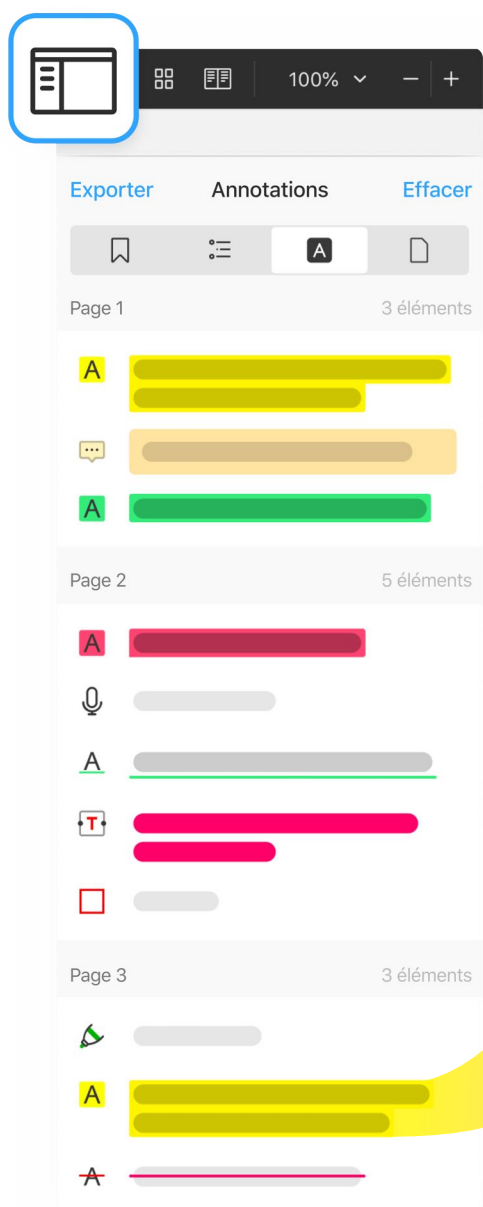 100%
Exporter Annotations Effacer
A
Page 1 3 éléments
A
A
Page 2 5 éléments
A
A
T
Page 3 3 éléments
A
A